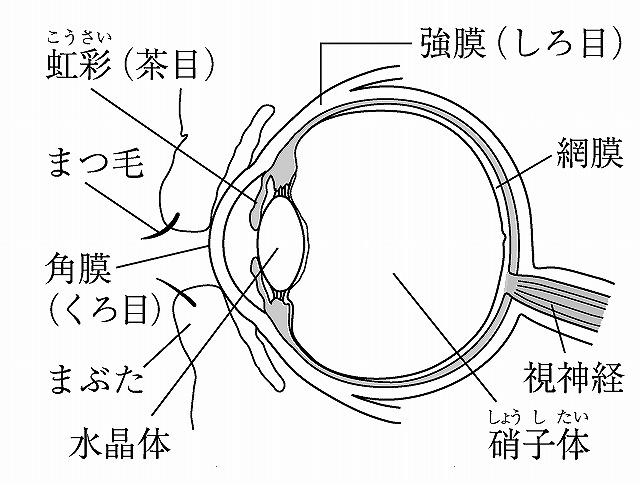 こうさい
虹彩（茶目）
強膜（しろ目）
まつ毛
網膜
角膜
（くろ目）
まぶた
視神経
水晶体
しょう し たい
硝子体